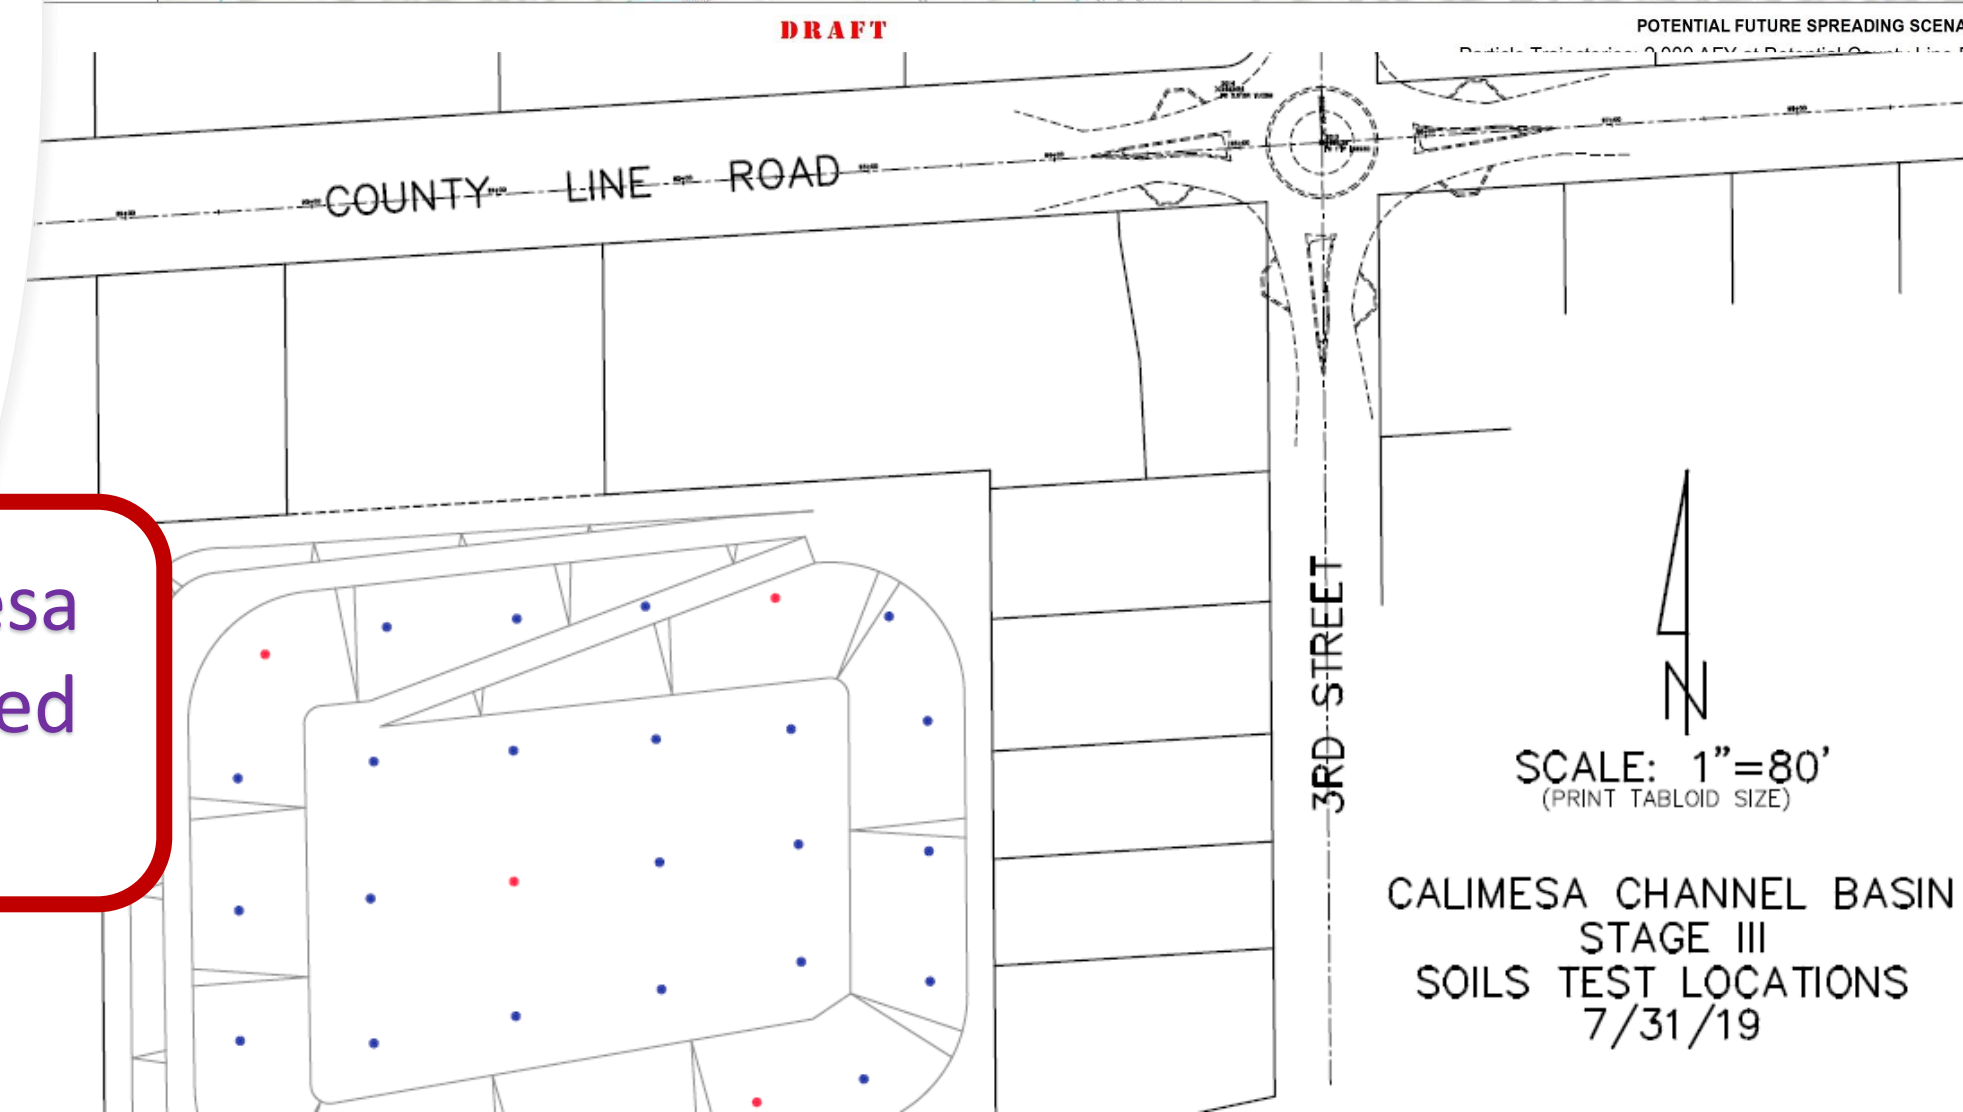 DRAFT
POTENTIAL FUTURE SPREADING SCENA
COUNTY LINE ROAD
esa
ed
3RD STREET
N
SCALE: 1”=80’
(PRINT TABLOID SIZE)
CALIMESA CHANNEL BASIN
STAGE III
SOILS TEST LOCATIONS
7/31/19